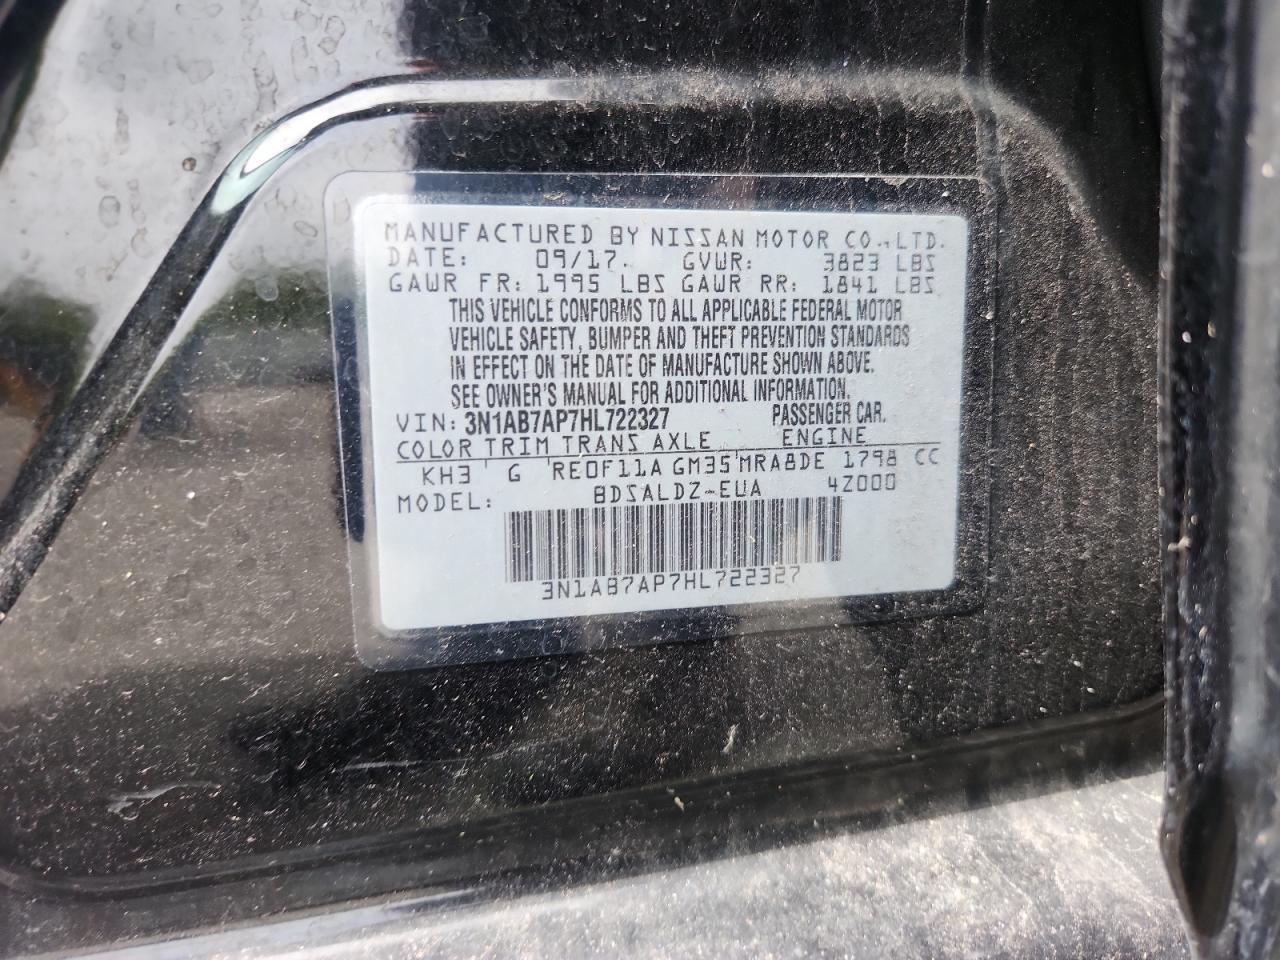 MANUFACTURED BY NISSAN MOTOR CO.,LTD.
DATE: 09/17. GVWR: 3823 LBS
GAWR FR: 1995 LBS GAWR RR: 1841 LBS
THIS VEHICLE CONFORMS TO ALL APPLICABLE FEDERAL MOTOR
VEHICLE SAFETY, BUMPER AND THEFT PREVENTION STANDARDS
IN EFFECT ON THE DATE OF MANUFACTURE SHOWN ABOVE.
SEE OWNER'S MANUAL FOR ADDITIONAL INFORMATION.
VIN: 3N1AB7AP7HL722327 PASSENGER CAR.
COLOR TRIM TRANS AXLE ENGINE
KH3 G RE0F11A GM35 MRA8DE 1798 CC
MODEL: BDSALDZ-EUA 4Z000
3N1AB7AP7HL722327